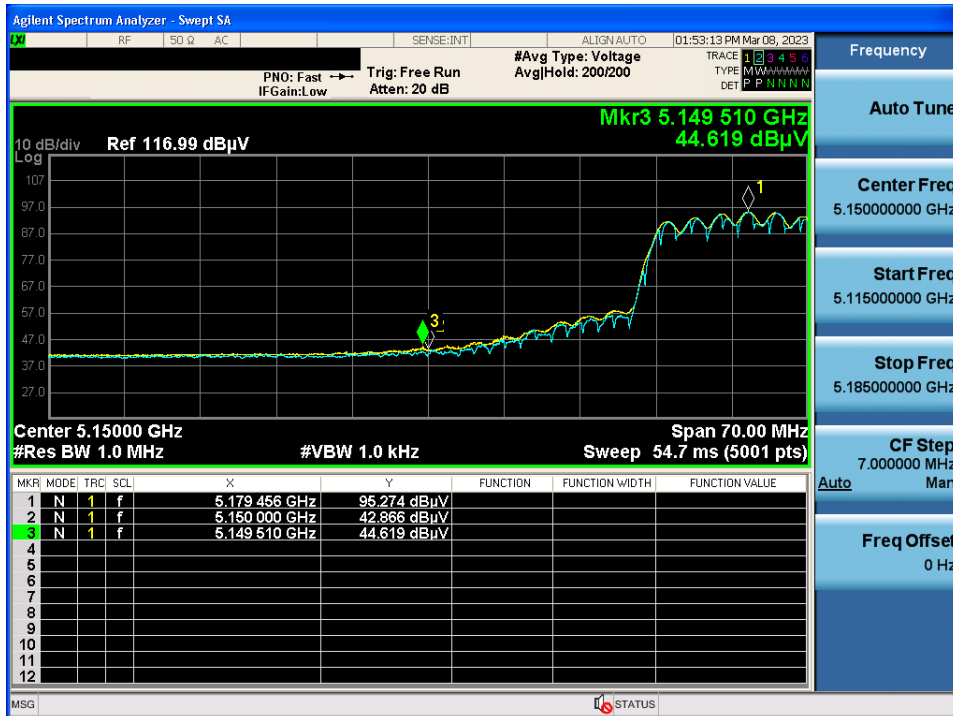 Agilent Spectrum Analyzer - Swept SA
LXI RF 50 Ω AC SENSE:INT ALIGN AUTO 01:53:13 PM Mar 08, 2023
PNO: Fast
IFGain:Low
Trig: Free Run
Atten: 20 dB
#Avg Type: Voltage
Avg|Hold: 200/200
TRACE 1 2 3 4 5 6
TYPE M W W W W W
DET P P N N N N
Mkr3 5.149 510 GHz
44.619 dBµV
10 dB/div Ref 116.99 dBµV
Log
107
97.0
87.0
77.0
67.0
57.0
47.0
37.0
27.0
1
3
Center 5.15000 GHz Span 70.00 MHz
#Res BW 1.0 MHz #VBW 1.0 kHz Sweep 54.7 ms (5001 pts)
MKR MODE TRC SCL X Y FUNCTION FUNCTION WIDTH FUNCTION VALUE
1 N 1 f 5.179 456 GHz 95.274 dBµV
2 N 1 f 5.150 000 GHz 42.866 dBµV
3 N 1 f 5.149 510 GHz 44.619 dBµV
4
5
6
7
8
9
10
11
12
MSG STATUS
Frequency
Auto Tune
Center Freq
5.150000000 GHz
Start Freq
5.115000000 GHz
Stop Freq
5.185000000 GHz
CF Step
7.000000 MHz
Auto Man
Freq Offset
0 Hz